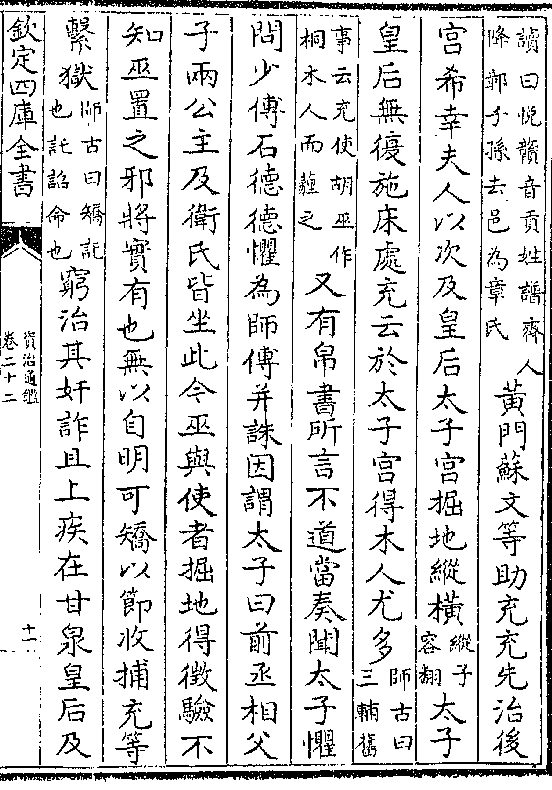 讀曰悦贛音貢姓譜齊人
降鄣子孫去邑為章氏
黄門蘇文等助充充先治後
宫希幸夫人以次及皇后太子宫掘地縱横
縱子
容翻
太子
皇后無復施床處充云於太子宫得木人尤多
師古曰
三輔舊
事云充使胡巫作
桐木人而薶之
又有帛書所言不道當奏聞太子懼
問少傅石德德懼為師傅并誅因謂太子曰前丞相父
子兩公主及衛氏皆坐此今巫與使者掘地得徴驗不
知巫置之邪將實有也無以自明可矯以節收捕充等
繫獄
師古曰矯託
也託詔命也
窮治其奸詐且上疾在甘泉皇后及
欽定四庫全書
資治通鑑
卷二十二
十一